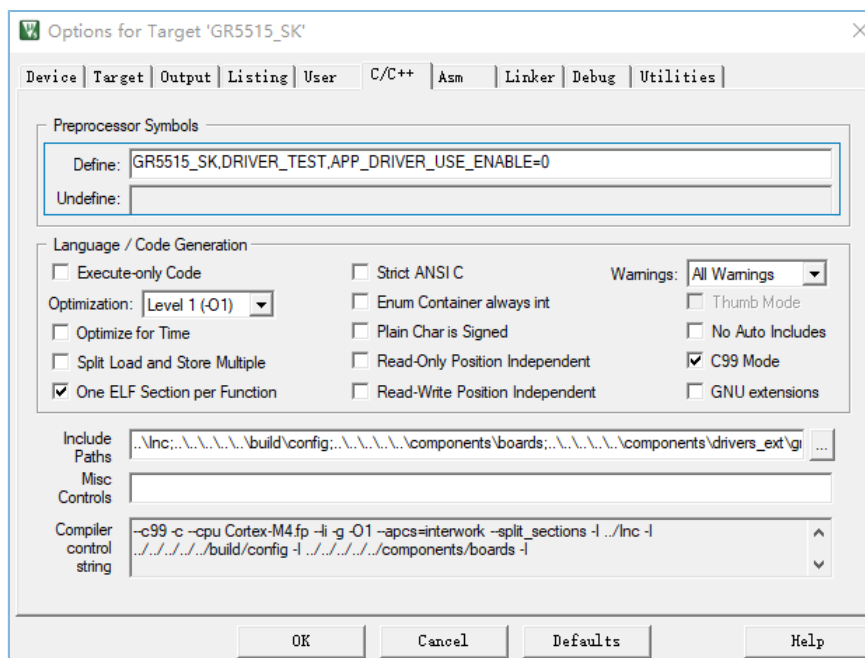 Options for Target 'GR5515_SK'
Device Target Output Listing User C/C++ Asm Linker Debug Utilities
Preprocessor Symbols
Define: GR5515_SK,DRIVER_TEST,APP_DRIVER_USE_ENABLE=0
Undefine:
Language / Code Generation
Execute-only Code Strict ANSI C Warnings: All Warnings
Optimization: Level 1 (-O1) Enum Container always int Thumb Mode
Optimize for Time Plain Char is Signed No Auto Includes
Split Load and Store Multiple Read-Only Position Independent C99 Mode
One ELF Section per Function Read-Write Position Independent GNU extensions
Include Paths ..\Inc;..\..\..\..\..\build\config;..\..\..\..\..\components\boards;..\..\..\..\..\components\drivers_ext\gr ...
Misc Controls
Compiler control string --c99 -c --cpu Cortex-M4.fp --li -g -O1 --apcs=interwork --split_sections -I ../Inc -I
../../../../../build/config -I ../../../../../components/boards -I
OK Cancel Defaults Help